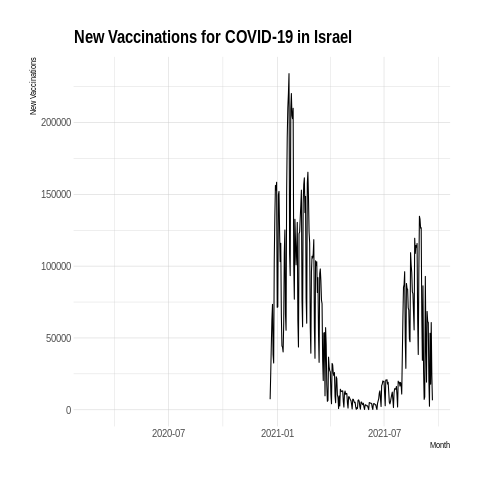 New Vaccinations for COVID-19 in Israel
New Vaccinations
200000
150000
100000
50000
0
2020-07 2021-01 2021-07
Month